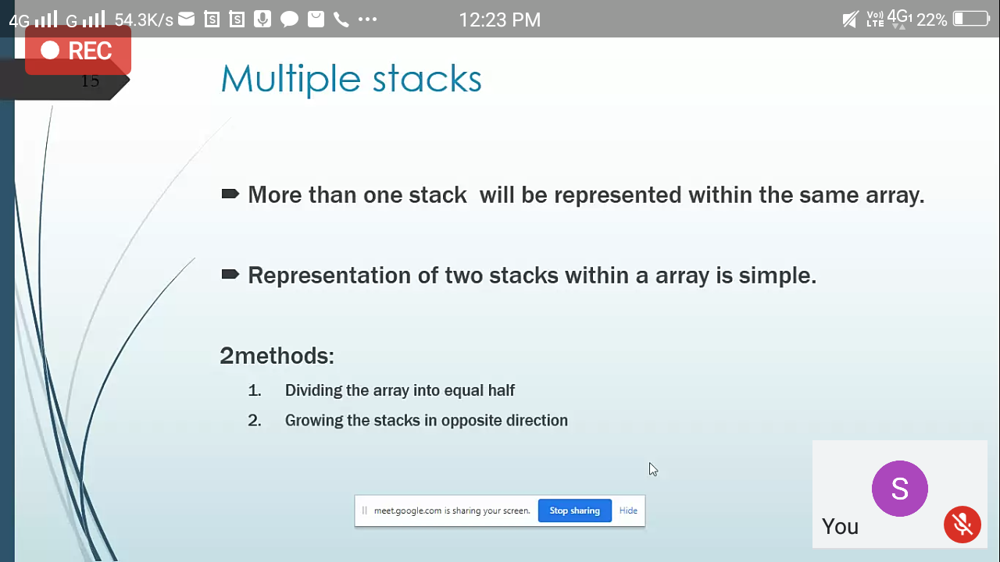 4G G 54.3K/s 12:23 PM Vo)) LTE 4G1 22%
REC
15
Multiple stacks
More than one stack will be represented within the same array.
Representation of two stacks within a array is simple.
2methods:
1. Dividing the array into equal half
2. Growing the stacks in opposite direction
S
meet.google.com is sharing your screen. Stop sharing Hide
You